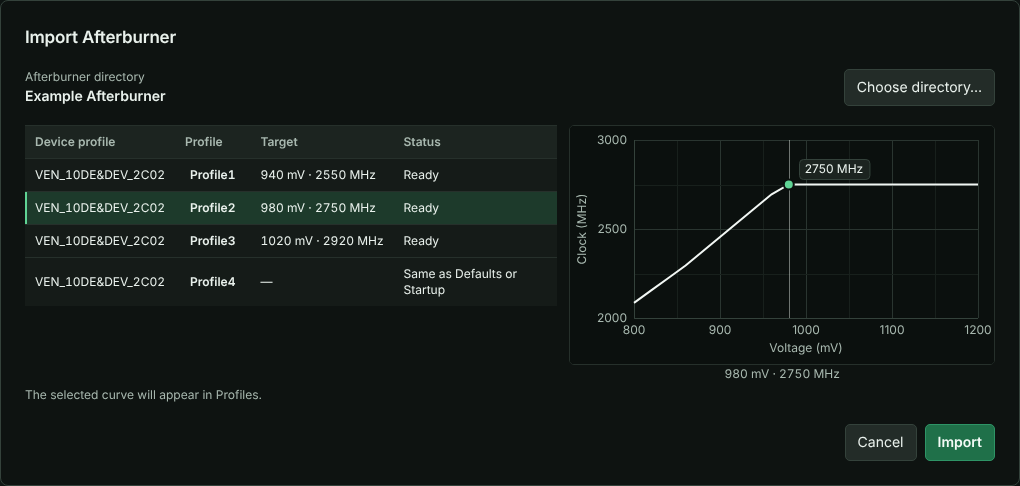 Import Afterburner
Afterburner directory
Example Afterburner
Choose directory...
Device profile Profile Target Status
VEN_10DE&DEV_2C02 Profile1 940 mV · 2550 MHz Ready
VEN_10DE&DEV_2C02 Profile2 980 mV · 2750 MHz Ready
VEN_10DE&DEV_2C02 Profile3 1020 mV · 2920 MHz Ready
VEN_10DE&DEV_2C02 Profile4 — Same as Defaults or
Startup
3000
2750 MHz
2500
Clock (MHz)
2000
800 900 1000 1100 1200
Voltage (mV)
980 mV · 2750 MHz
The selected curve will appear in Profiles.
Cancel Import